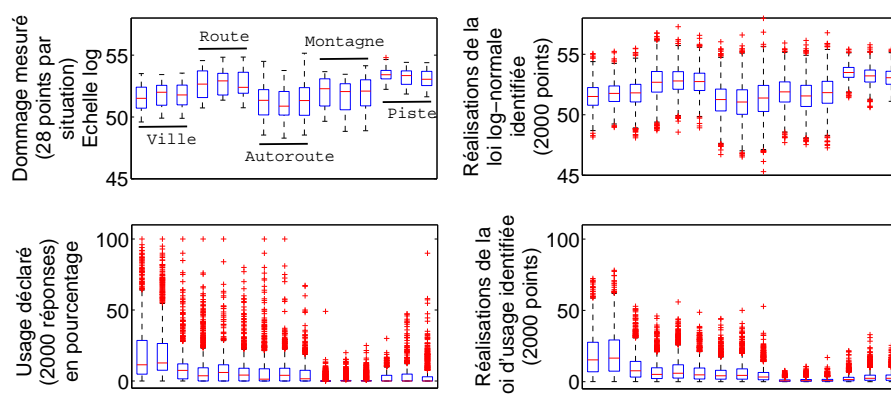 Dommage mesuré
(28 points par
situation)
Echelle log
55
50
45
Ville
Route
Autoroute
Montagne
Piste
Réalisations de la
loi log−normale
identifiée
(2000 points)
55
50
45
Usage déclaré
(2000 réponses)
en pourcentage
100
50
0
Réalisations de la
oi d'usage identifiée
(2000 points)
100
50
0